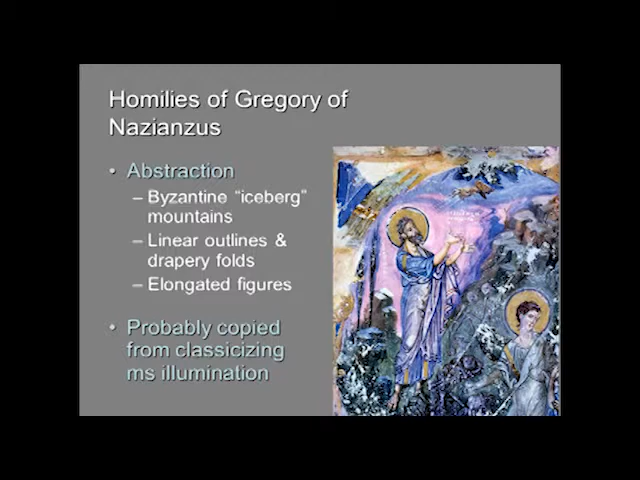 Homilies of Gregory of
Nazianzus
• Abstraction
– Byzantine “iceberg”
mountains
– Linear outlines &
drapery folds
– Elongated figures
• Probably copied
from classicizing
ms illumination